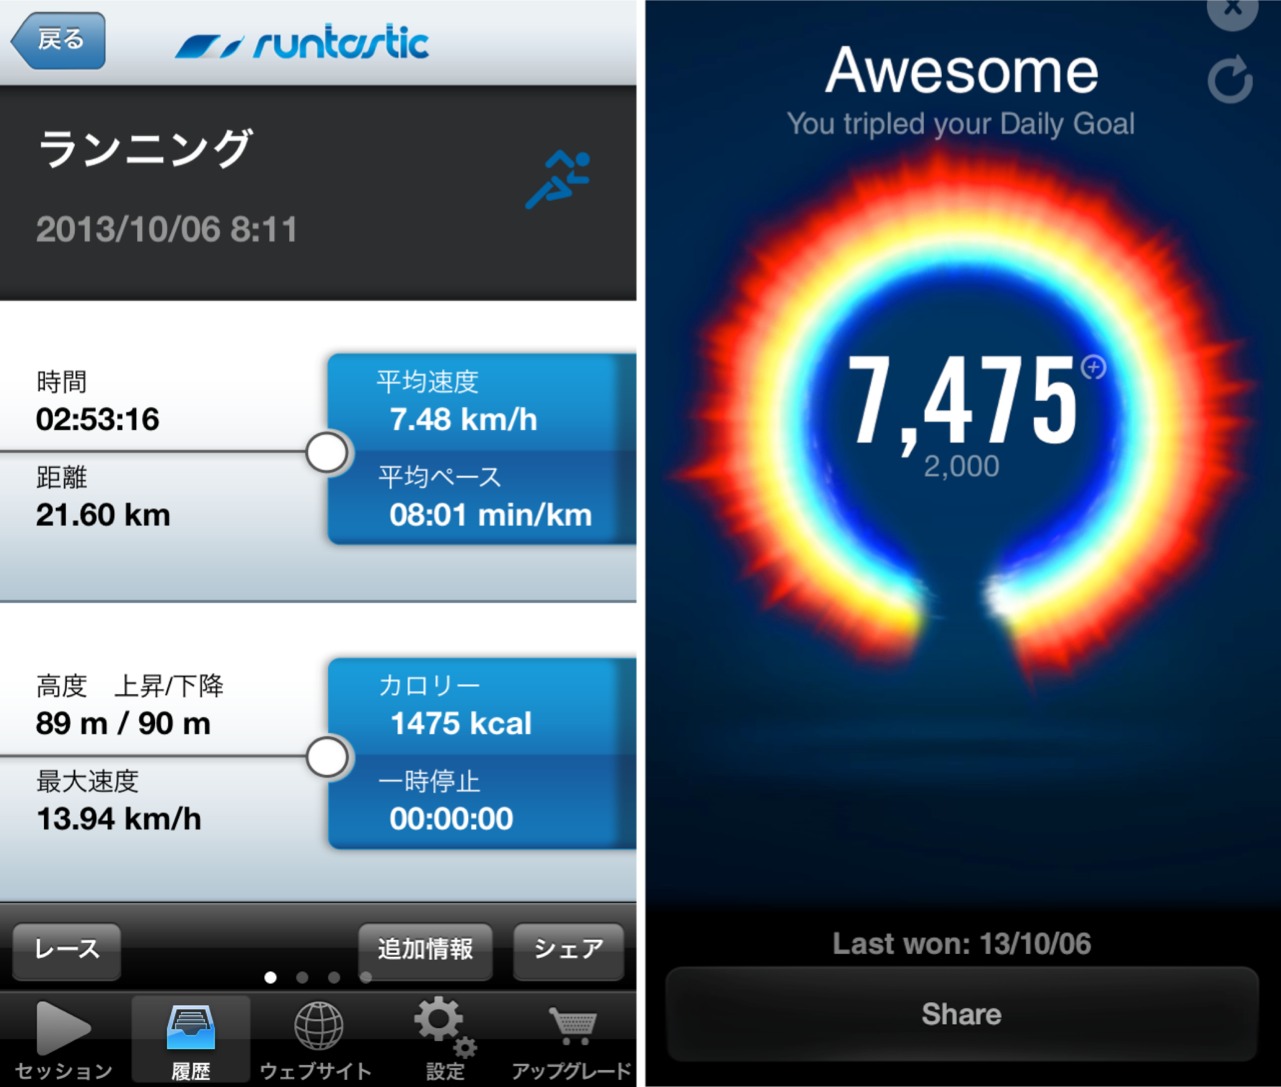 戻る
runtastic
ランニング
2013/10/06 8:11
時間
02:53:16
平均速度
7.48 km/h
距離
21.60 km
平均ペース
08:01 min/km
高度 上昇/下降
89 m / 90 m
カロリー
1475 kcal
最大速度
13.94 km/h
一時停止
00:00:00
レース
追加情報
シェア
セッション
履歴
ウェブサイト
設定
アップグレード
Awesome
You tripled your Daily Goal
7,475
2,000
Last won: 13/10/06
Share